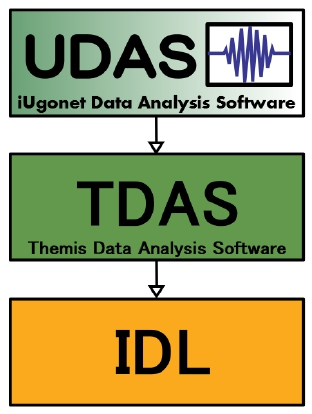 UDAS
iUgonet Data Analysis Software
TDAS
Themis Data Analysis Software
IDL